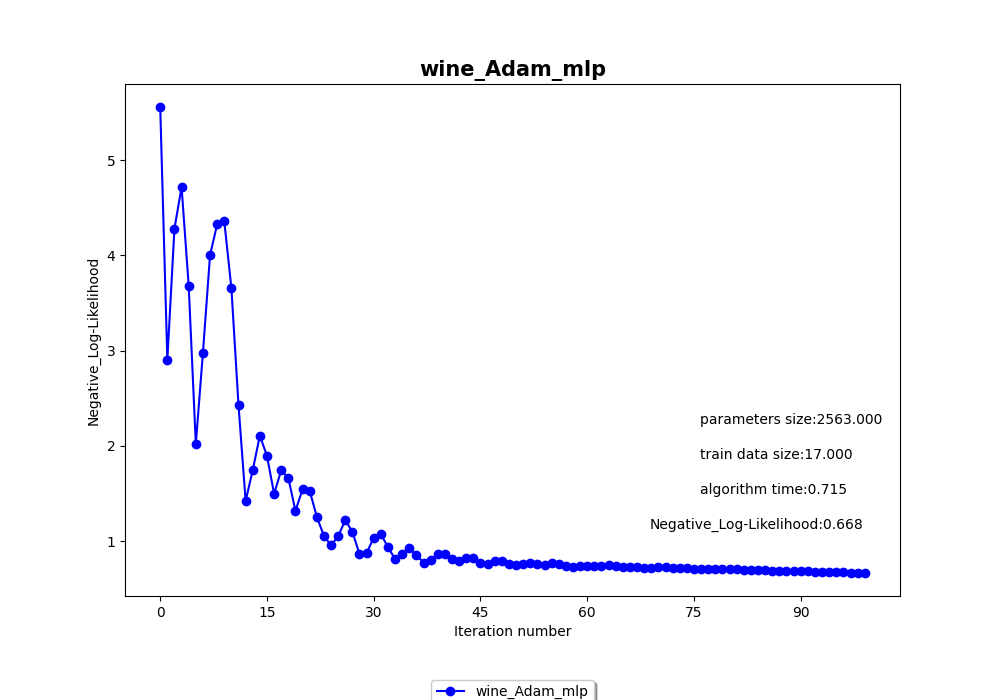 wine_Adam_mlp
5
4
3
2
1
Negative_Log-Likelihood
parameters size:2563.000
train data size:17.000
algorithm time:0.715
Negative_Log-Likelihood:0.668
0 15 30 45 60 75 90
Iteration number
wine_Adam_mlp